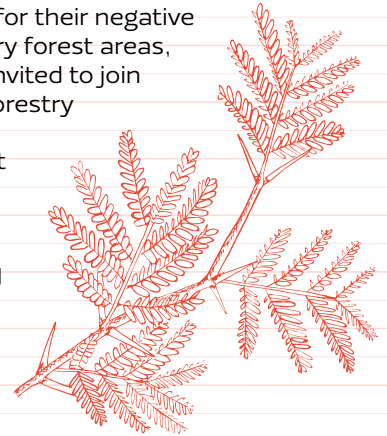 for their negative
ry forest areas,
nvited to join
orestry
t